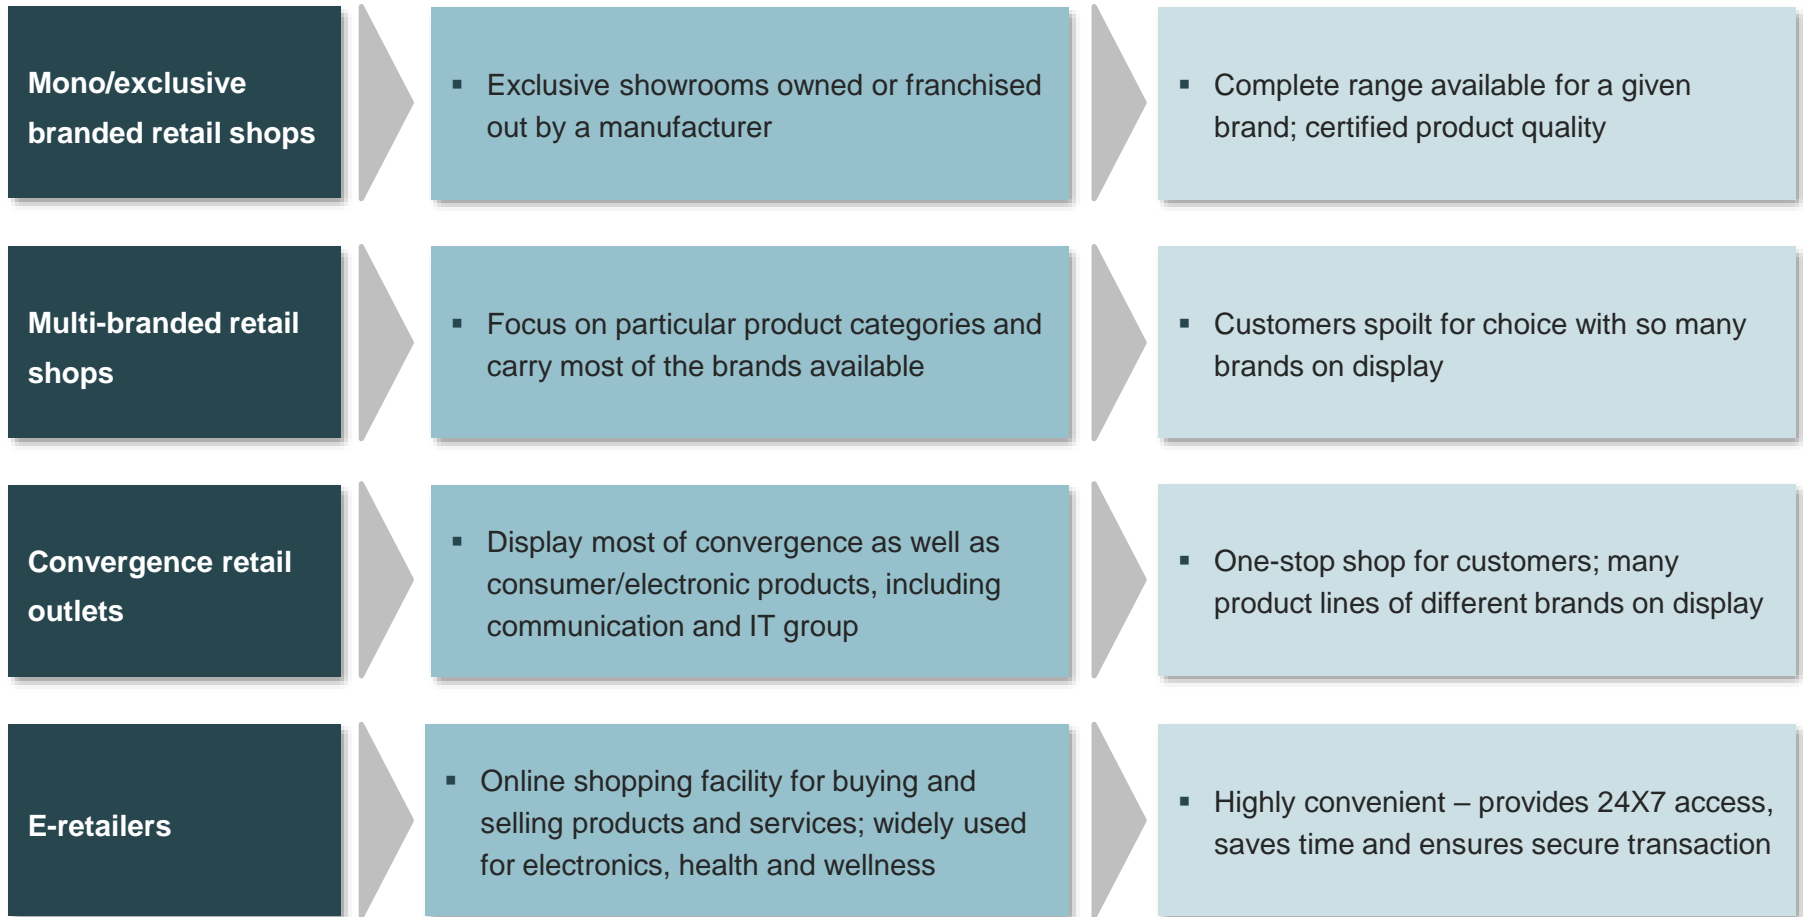 Mono/exclusive
branded retail shops
▪ Exclusive showrooms owned or franchised
out by a manufacturer
▪ Complete range available for a given
brand; certified product quality
Multi-branded retail
shops
▪ Focus on particular product categories and
carry most of the brands available
▪ Customers spoilt for choice with so many
brands on display
Convergence retail
outlets
▪ Display most of convergence as well as
consumer/electronic products, including
communication and IT group
▪ One-stop shop for customers; many
product lines of different brands on display
E-retailers
▪ Online shopping facility for buying and
selling products and services; widely used
for electronics, health and wellness
▪ Highly convenient – provides 24X7 access,
saves time and ensures secure transaction